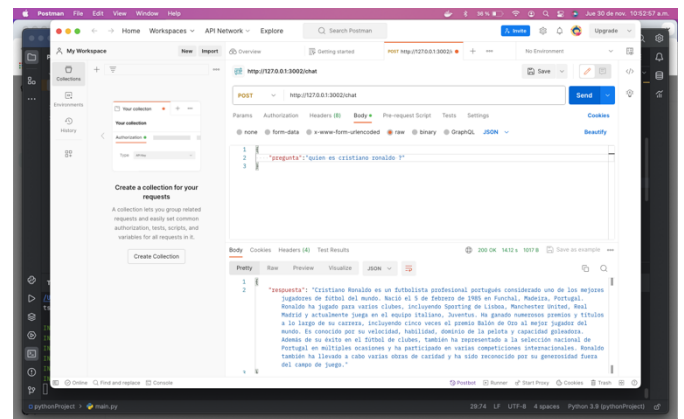 Postman File Edit View Window Help
36 % Jue 30 de nov. 10:52:57 a.m.
Home Workspaces API Network Explore
Search Postman
Invite Upgrade
My Workspace New Import
Overview Getting started POST http://127.0.0.1:3002/c No Environment
Collections
Environments
History
http://127.0.0.1:3002/chat Save
POST http://127.0.0.1:3002/chat Send
Params Authorization Headers (8) Body Pre-request Script Tests Settings Cookies
none form-data x-www-form-urlencoded raw binary GraphQL JSON Beautify
1 {
2 "pregunta":"quien es cristiano ronaldo ?"
3 }
Your collection
Your collection
Authorization
Type
Create a collection for your
requests
A collection lets you group related
requests and easily set common
authorization, tests, scripts, and
variables for all requests in it.
Create Collection
Body Cookies Headers (4) Test Results 200 OK 14.12 s 1017 B Save as example
Pretty Raw Preview Visualize JSON
1 {
2 "respuesta": "Cristiano Ronaldo es un futbolista profesional portugués considerado uno de los mejores
jugadores de fútbol del mundo. Nació el 5 de febrero de 1985 en Funchal, Madeira, Portugal.
Ronaldo ha jugado para varios clubes, incluyendo Sporting de Lisboa, Manchester United, Real
Madrid y actualmente juega en el equipo italiano, Juventus. Ha ganado numerosos premios y títulos
a lo largo de su carrera, incluyendo cinco veces el premio Balón de Oro al mejor jugador del
mundo. Es conocido por su velocidad, habilidad, dominio de la pelota y capacidad goleadora.
Además de su éxito en el fútbol de clubes, también ha representado a la selección nacional de
Portugal en múltiples ocasiones y ha participado en varias competiciones internacionales. Ronaldo
también ha llevado a cabo varias obras de caridad y ha sido reconocido por su generosidad fuera
del campo de juego."
Online Find and replace Console Postbot Runner Start Proxy Cookies Trash
pythonProject > main.py 29:74 LF UTF-8 4 spaces Python 3.9 (pythonProject)